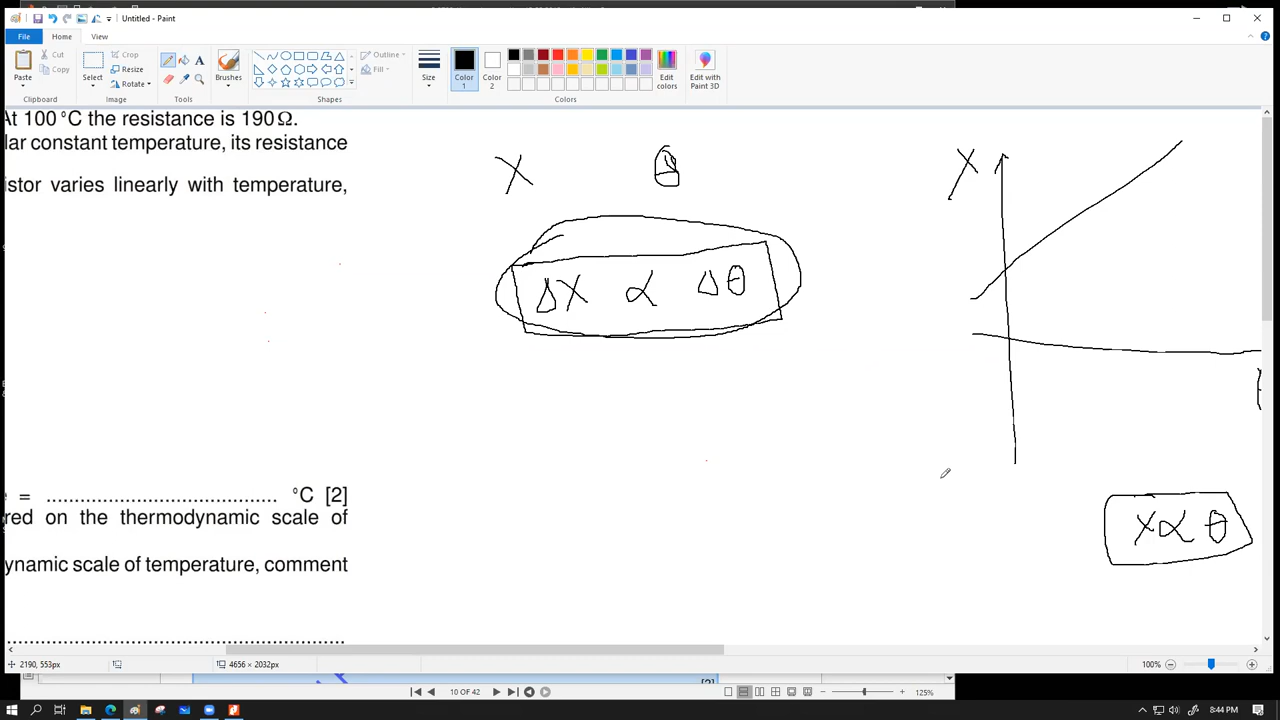 Untitled - Paint
File Home View
Paste
Cut
Copy
Clipboard
Select
Crop
Resize
Rotate
Image
Tools
Brushes
Shapes
Outline
Fill
Size
Color 1
Color 2
Colors
Edit colors
Edit with Paint 3D
At 100 °C the resistance is 190 Ω.
lar constant temperature, its resistance
istor varies linearly with temperature,
X θ
X
ΔX ∝ Δθ
e = ......................................... °C [2]
red on the thermodynamic scale of
X ∝ θ
ynamic scale of temperature, comment
2190, 553px
4656 × 2032px
100%
10 OF 42
125%
8:44 PM